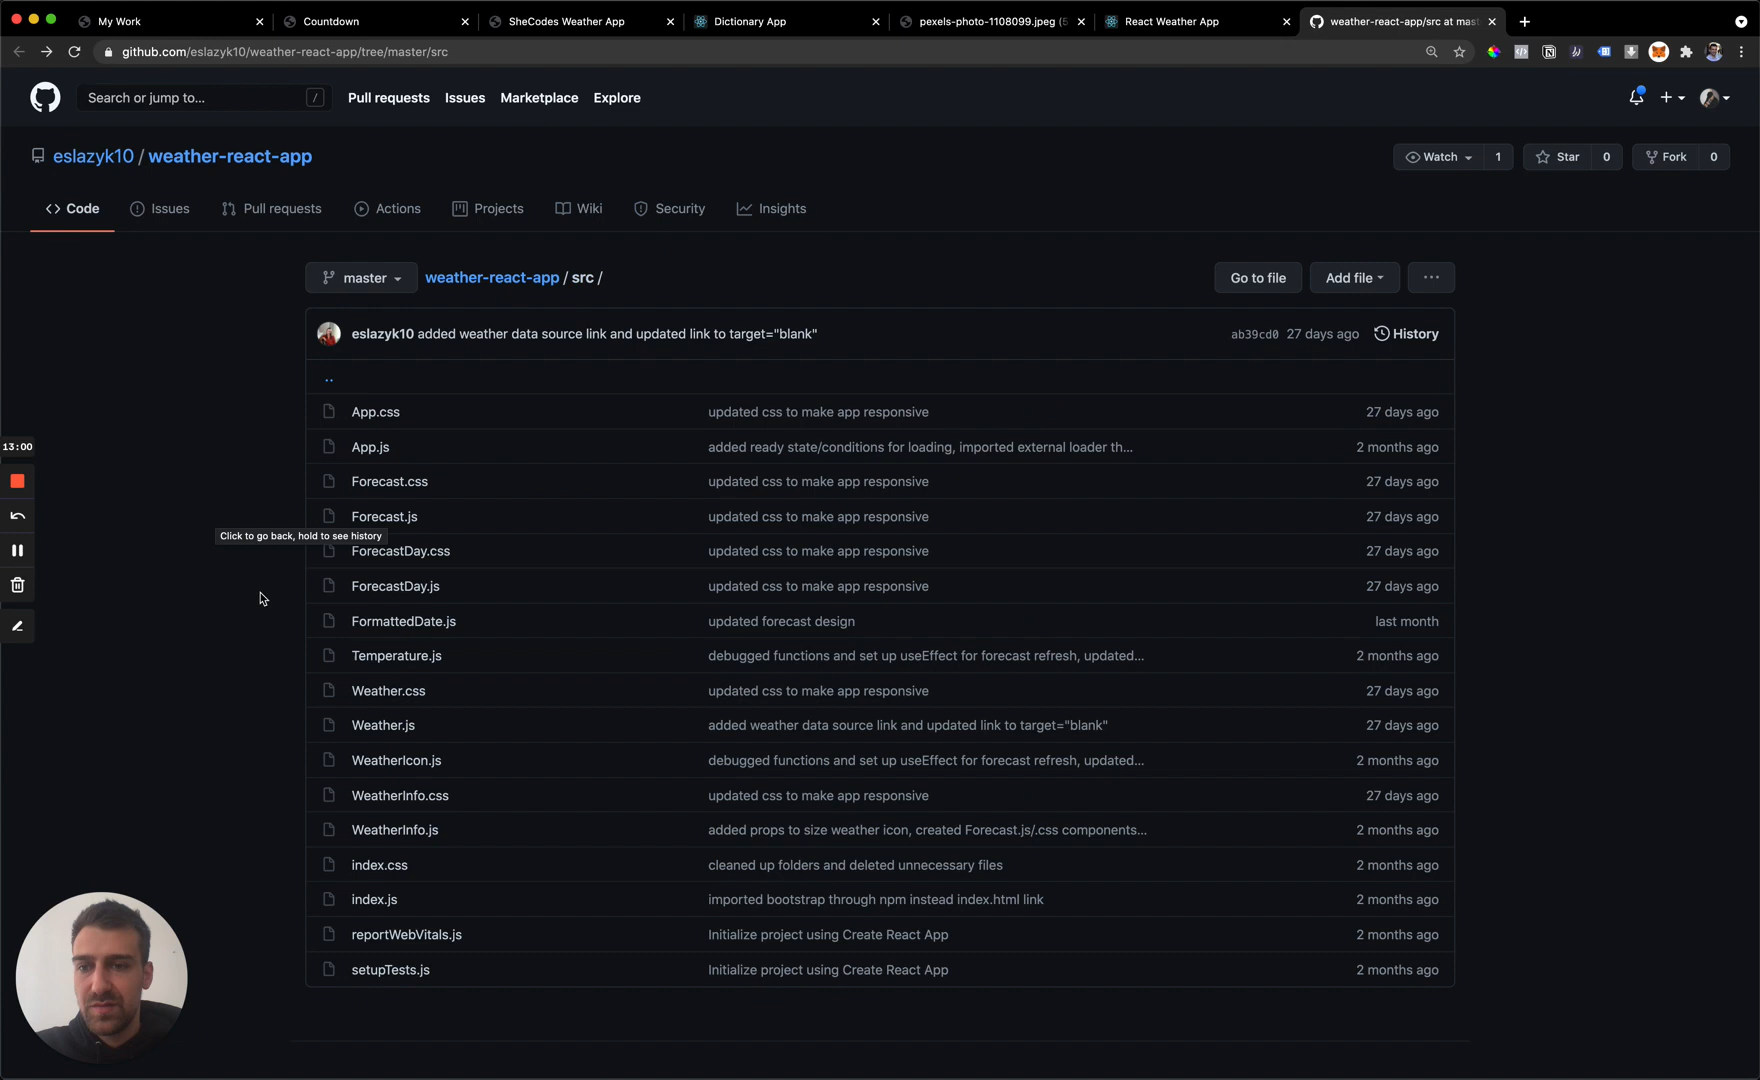 My Work
Countdown
SheCodes Weather App
Dictionary App
pexels-photo-1108099.jpeg (5
React Weather App
weather-react-app/src at mast
github.com/eslazyk10/weather-react-app/tree/master/src
Search or jump to...
/
Pull requests
Issues
Marketplace
Explore
eslazyk10 / weather-react-app
Watch 1
Star 0
Fork 0
Code
Issues
Pull requests
Actions
Projects
Wiki
Security
Insights
master
weather-react-app / src /
Go to file
Add file
...
eslazyk10 added weather data source link and updated link to target="blank"
ab39cd0 27 days ago
History
..
App.css updated css to make app responsive 27 days ago
App.js added ready state/conditions for loading, imported external loader th... 2 months ago
13:00
Forecast.css updated css to make app responsive 27 days ago
Forecast.js updated css to make app responsive 27 days ago
Click to go back, hold to see history
ForecastDay.css updated css to make app responsive 27 days ago
ForecastDay.js updated css to make app responsive 27 days ago
FormattedDate.js updated forecast design last month
Temperature.js debugged functions and set up useEffect for forecast refresh, updated... 2 months ago
Weather.css updated css to make app responsive 27 days ago
Weather.js added weather data source link and updated link to target="blank" 27 days ago
WeatherIcon.js debugged functions and set up useEffect for forecast refresh, updated... 2 months ago
WeatherInfo.css updated css to make app responsive 27 days ago
WeatherInfo.js added props to size weather icon, created Forecast.js/.css components... 2 months ago
index.css cleaned up folders and deleted unnecessary files 2 months ago
index.js imported bootstrap through npm instead index.html link 2 months ago
reportWebVitals.js Initialize project using Create React App 2 months ago
setupTests.js Initialize project using Create React App 2 months ago